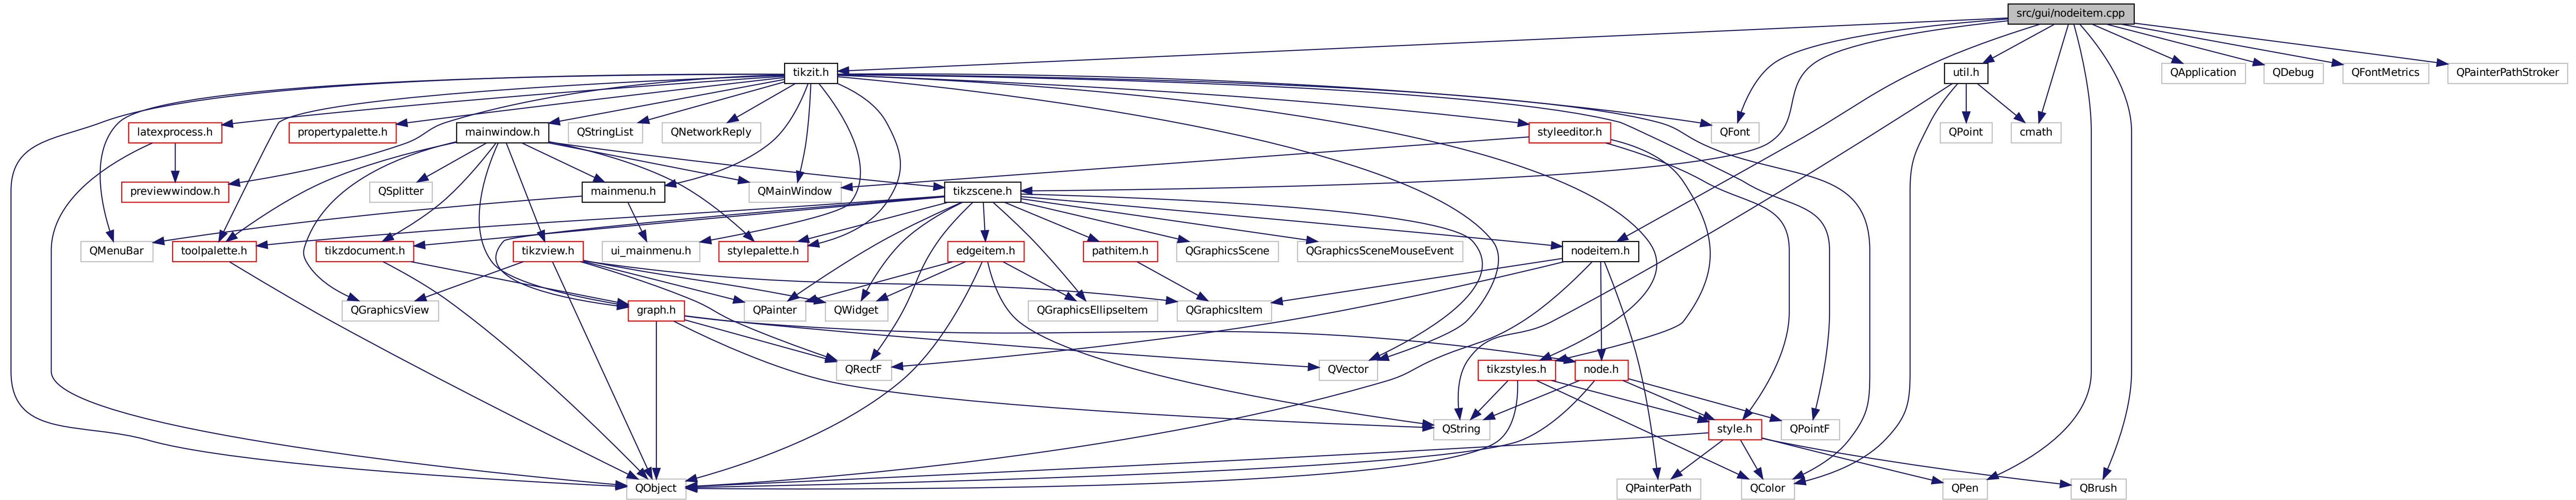 src/gui/nodeitem.cpp
tikzit.h
util.h
QApplication
QDebug
QFontMetrics
QPainterPathStroker
latexprocess.h
propertypalette.h
mainwindow.h
QStringList
QNetworkReply
styleeditor.h
QFont
QPoint
cmath
previewwindow.h
QSplitter
mainmenu.h
QMainWindow
tikzscene.h
QMenuBar
toolpalette.h
tikzdocument.h
tikzview.h
ui_mainmenu.h
stylepalette.h
edgeitem.h
pathitem.h
QGraphicsScene
QGraphicsSceneMouseEvent
nodeitem.h
QGraphicsView
graph.h
QPainter
QWidget
QGraphicsEllipseItem
QGraphicsItem
QRectF
QVector
tikzstyles.h
node.h
QString
style.h
QPointF
QObject
QPainterPath
QColor
QPen
QBrush